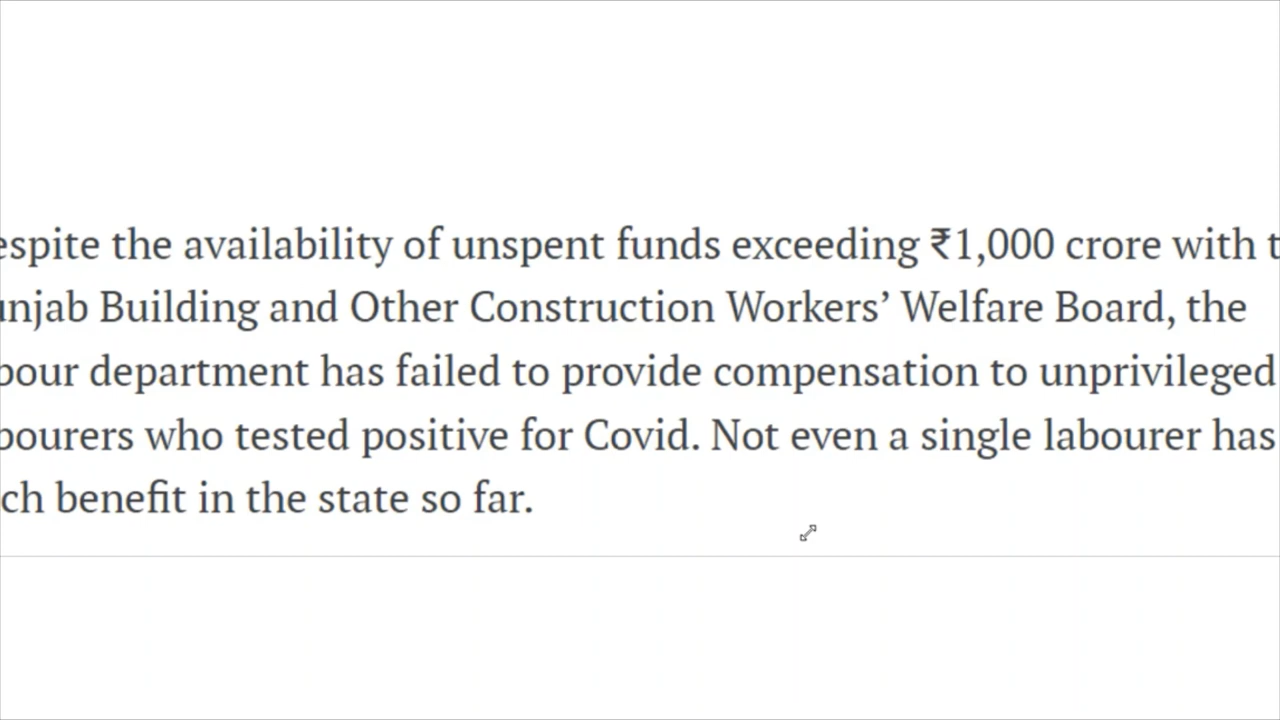 espite the availability of unspent funds exceeding ₹1,000 crore with t
unjab Building and Other Construction Workers’ Welfare Board, the
bour department has failed to provide compensation to unprivileged
bourers who tested positive for Covid. Not even a single labourer has
ch benefit in the state so far.